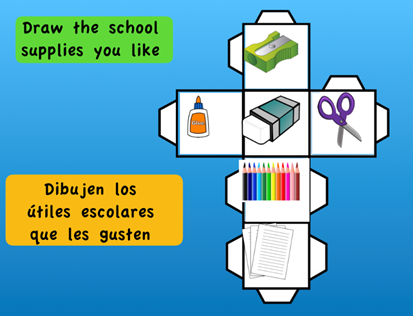 Draw the school
supplies you like
Dibujen los
útiles escolares
que les gusten